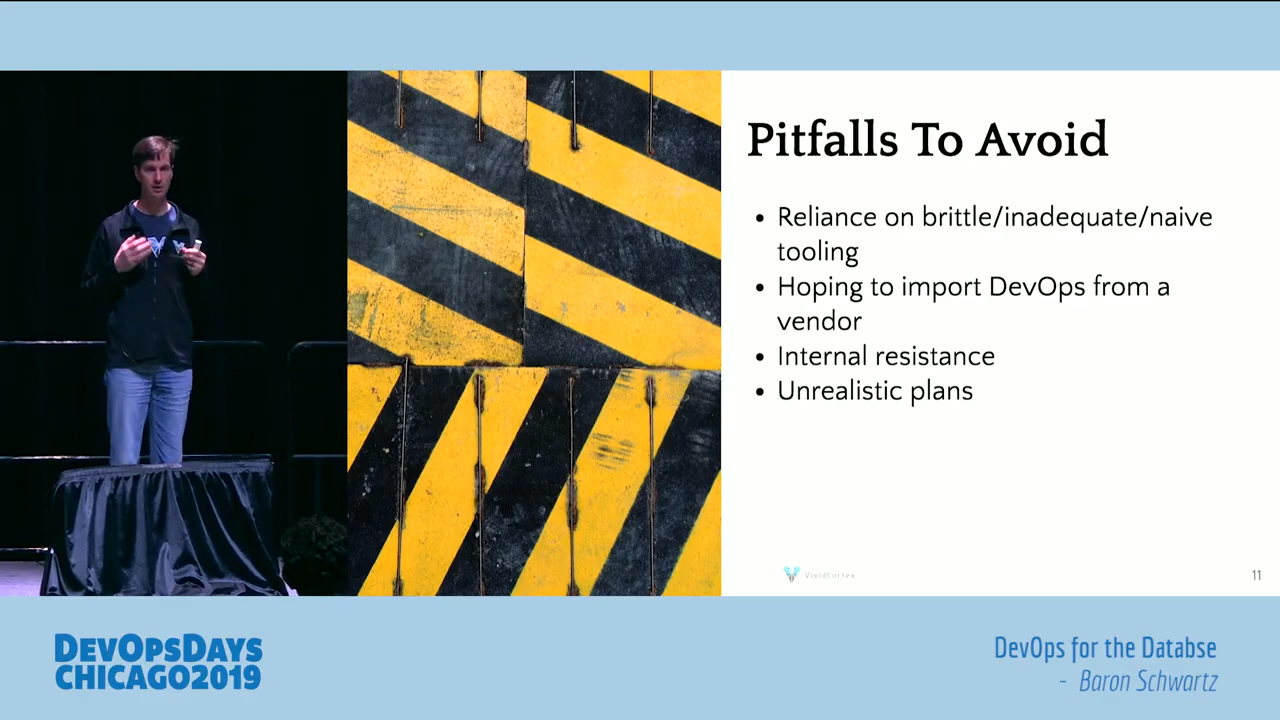 Pitfalls To Avoid
• Reliance on brittle/inadequate/naive
tooling
• Hoping to import DevOps from a
vendor
• Internal resistance
• Unrealistic plans
VividCortex
11
DEVOPSDAYS
CHICAGO2019
DevOps for the Databse
- Baron Schwartz